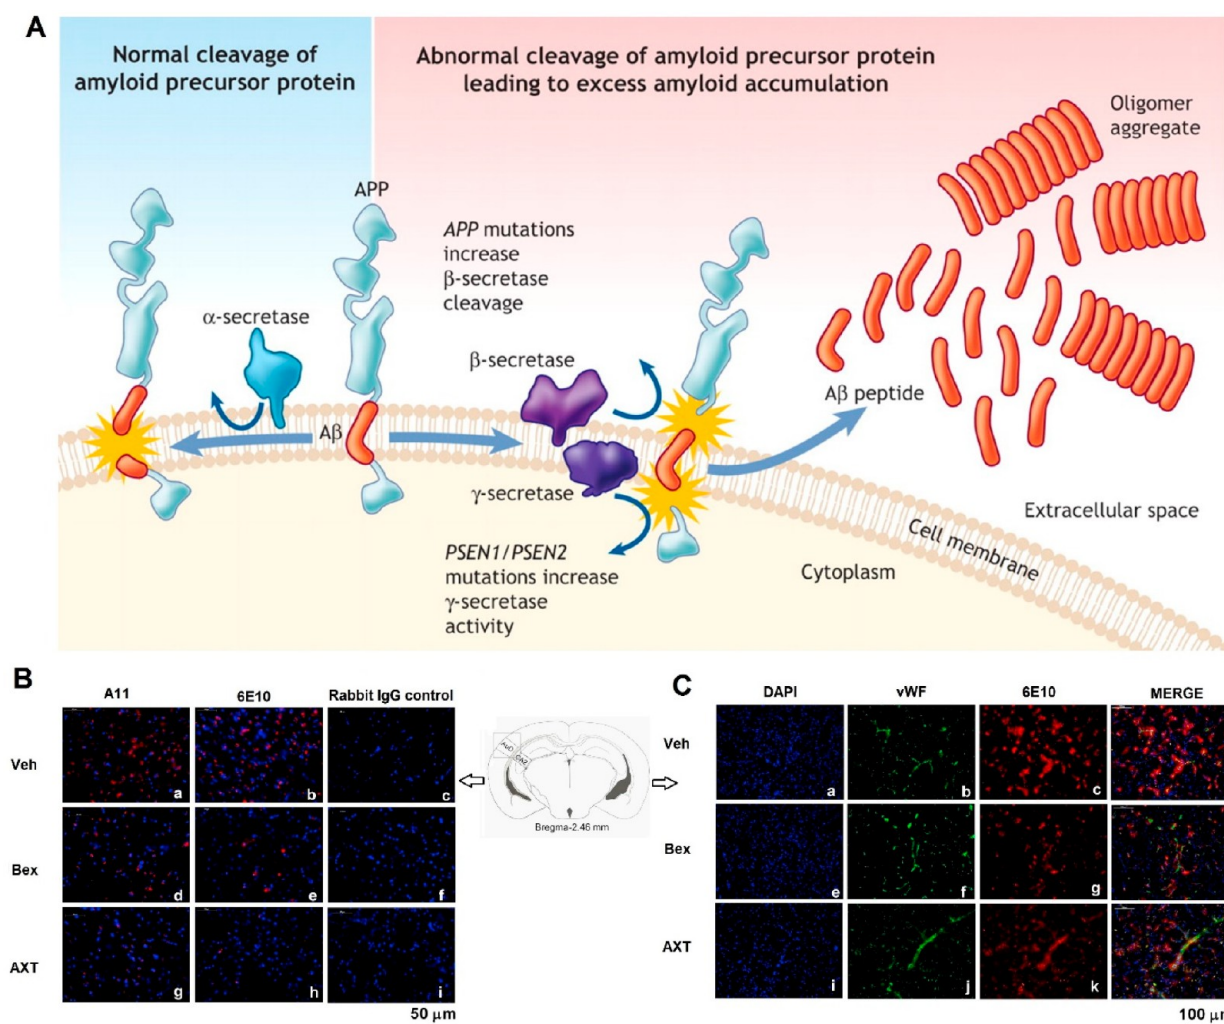 A
Normal cleavage of
amyloid precursor protein
Abnormal cleavage of amyloid precursor protein
leading to excess amyloid accumulation
Oligomer
aggregate
APP
APP mutations
increase
β-secretase
cleavage
α-secretase
β-secretase
Aβ
Aβ peptide
γ-secretase
Extracellular space
Cell membrane
PSEN1/PSEN2
mutations increase
γ-secretase
activity
Cytoplasm
B
A11
6E10
Rabbit IgG control
Veh
a
b
c
Bex
d
e
f
AXT
g
h
i
50 μm
Bregma-2.46 mm
C
DAPI
vWF
6E10
MERGE
Veh
a
b
c
Bex
e
f
g
AXT
i
j
k
100 μm